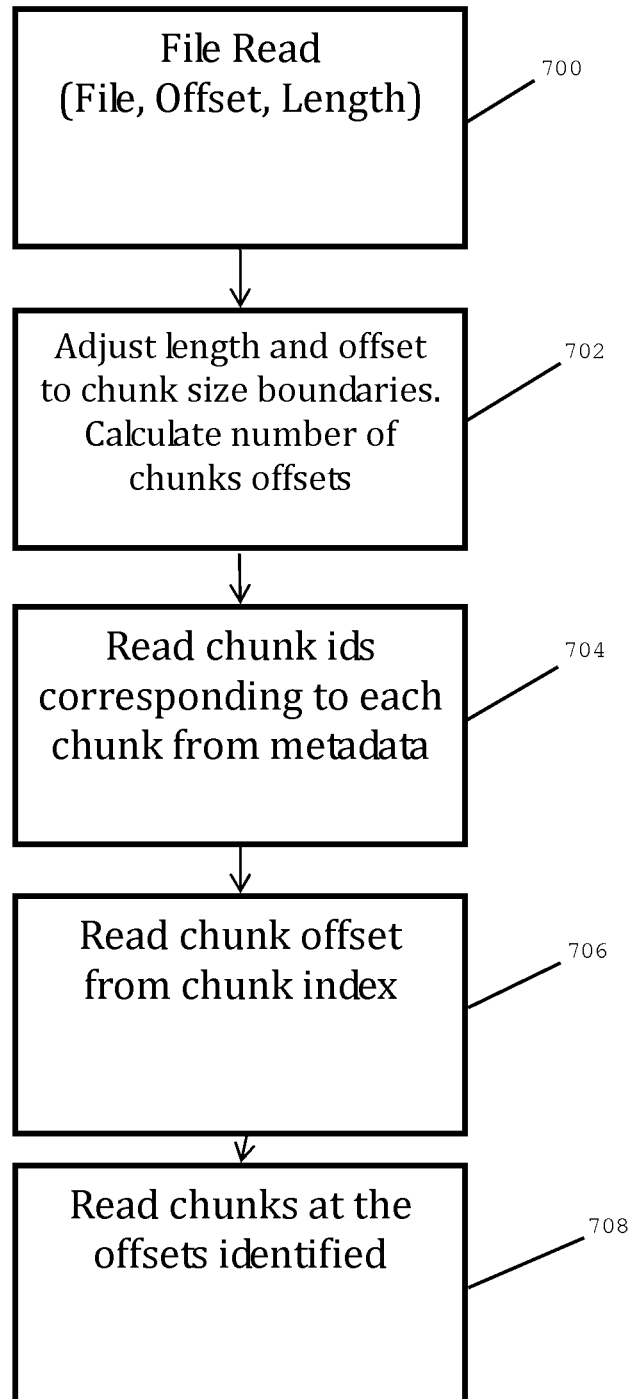 File Read
(File, Offset, Length)
700
Adjust length and offset
to chunk size boundaries.
Calculate number of
chunks offsets
702
Read chunk ids
corresponding to each
chunk from metadata
704
Read chunk offset
from chunk index
706
Read chunks at the
offsets identified
708